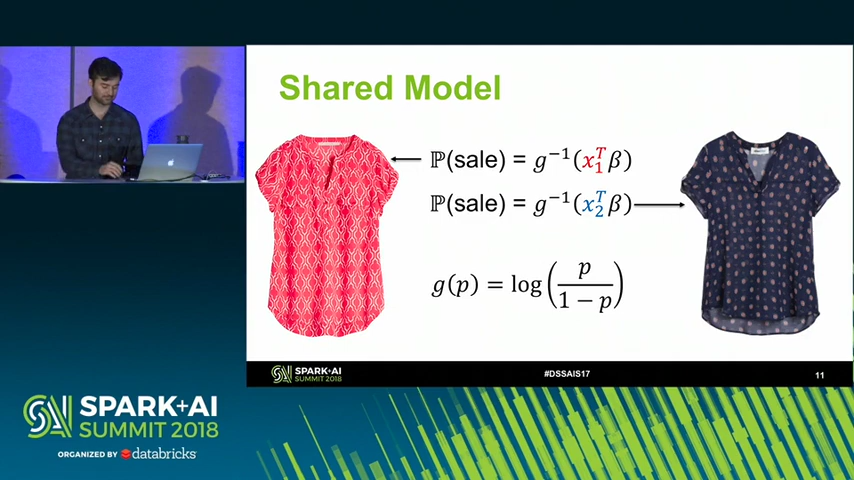 Shared Model
ℙ(sale) = g⁻¹(x₁ᵀβ)
ℙ(sale) = g⁻¹(x₂ᵀβ)
g(p) = log(p / (1 − p))
SPARK+AI
SUMMIT 2018
#DSSAIS17
11
SPARK+AI
SUMMIT 2018
ORGANIZED BY databricks